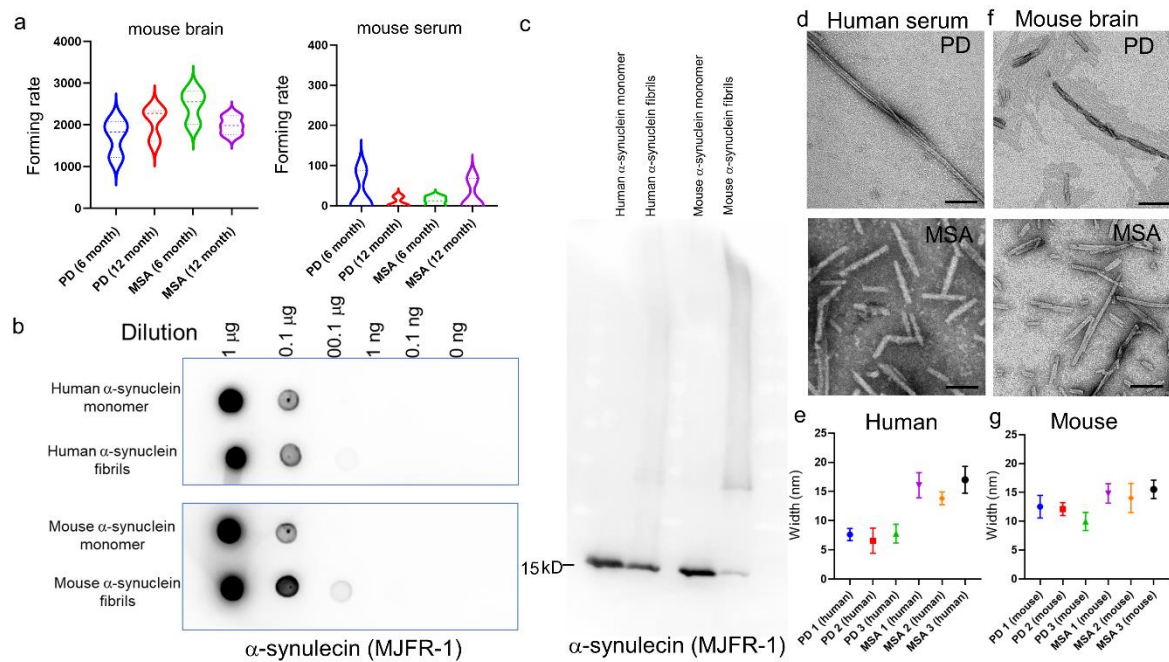 a
mouse brain
Forming rate
4000
3000
2000
1000
0
PD (6 month)
PD (12 month)
MSA (6 month)
MSA (12 month)
mouse serum
Forming rate
400
300
200
100
0
PD (6 month)
PD (12 month)
MSA (6 month)
MSA (12 month)
b
Dilution
1 µg
0.1 µg
00.1 µg
1 ng
0.1 ng
0 ng
Human α-synuclein
monomer
Human α-synuclein
fibrils
Mouse α-synuclein
monomer
Mouse α-synuclein
fibrils
α-synulecin (MJFR-1)
c
Human α-synuclein monomer
Human α-synuclein fibrils
Mouse α-synuclein monomer
Mouse α-synuclein fibrils
15kD
α-synulecin (MJFR-1)
d
Human serum
PD
MSA
e
Human
Width (nm)
25
20
15
10
5
0
PD 1 (human)
PD 2 (human)
PD 3 (human)
MSA 1 (human)
MSA 2 (human)
MSA 3 (human)
f
Mouse brain
PD
MSA
g
Mouse
Width (nm)
25
20
15
10
5
0
PD 1 (mouse)
PD 2 (mouse)
PD 3 (mouse)
MSA 1 (mouse)
MSA 2 (mouse)
MSA 3 (mouse)